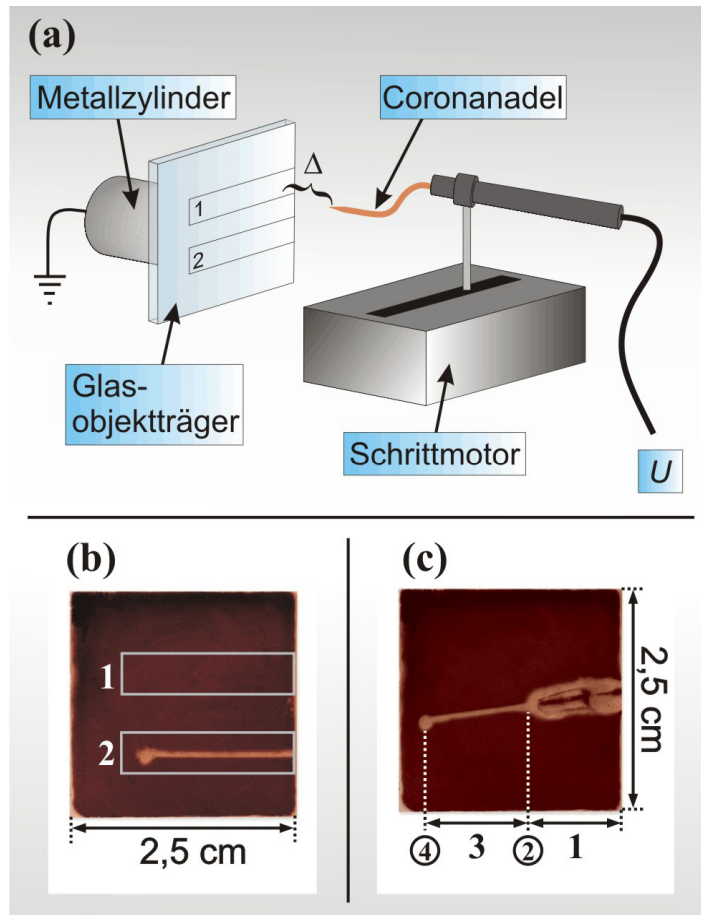 (a)
Metallzylinder
Coronanadel
Δ
1
2
Glas-
objektträger
Schrittmotor
U
(b)
1
2
2,5 cm
(c)
2,5 cm
4 3 2 1